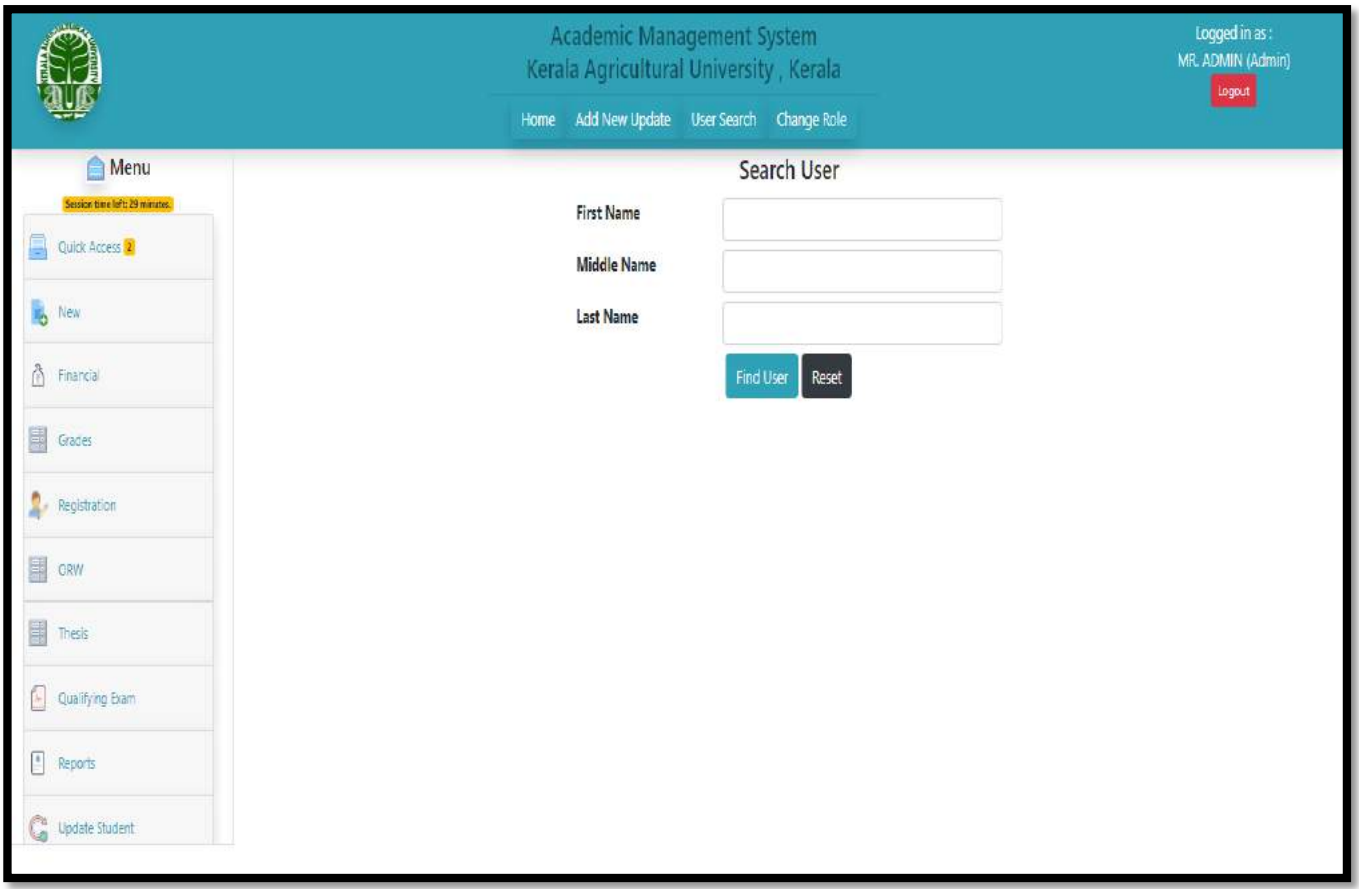 Academic Management System
Kerala Agricultural University , Kerala
Home Add New Update User Search Change Role
Logged in as :
MR. ADMIN (Admin)
Logout
Menu
Session time left: 29 minutes.
Quick Access 2
New
Financial
Grades
Registration
ORW
Thesis
Qualifying Exam
Reports
Update Student
Search User
First Name
Middle Name
Last Name
Find User Reset